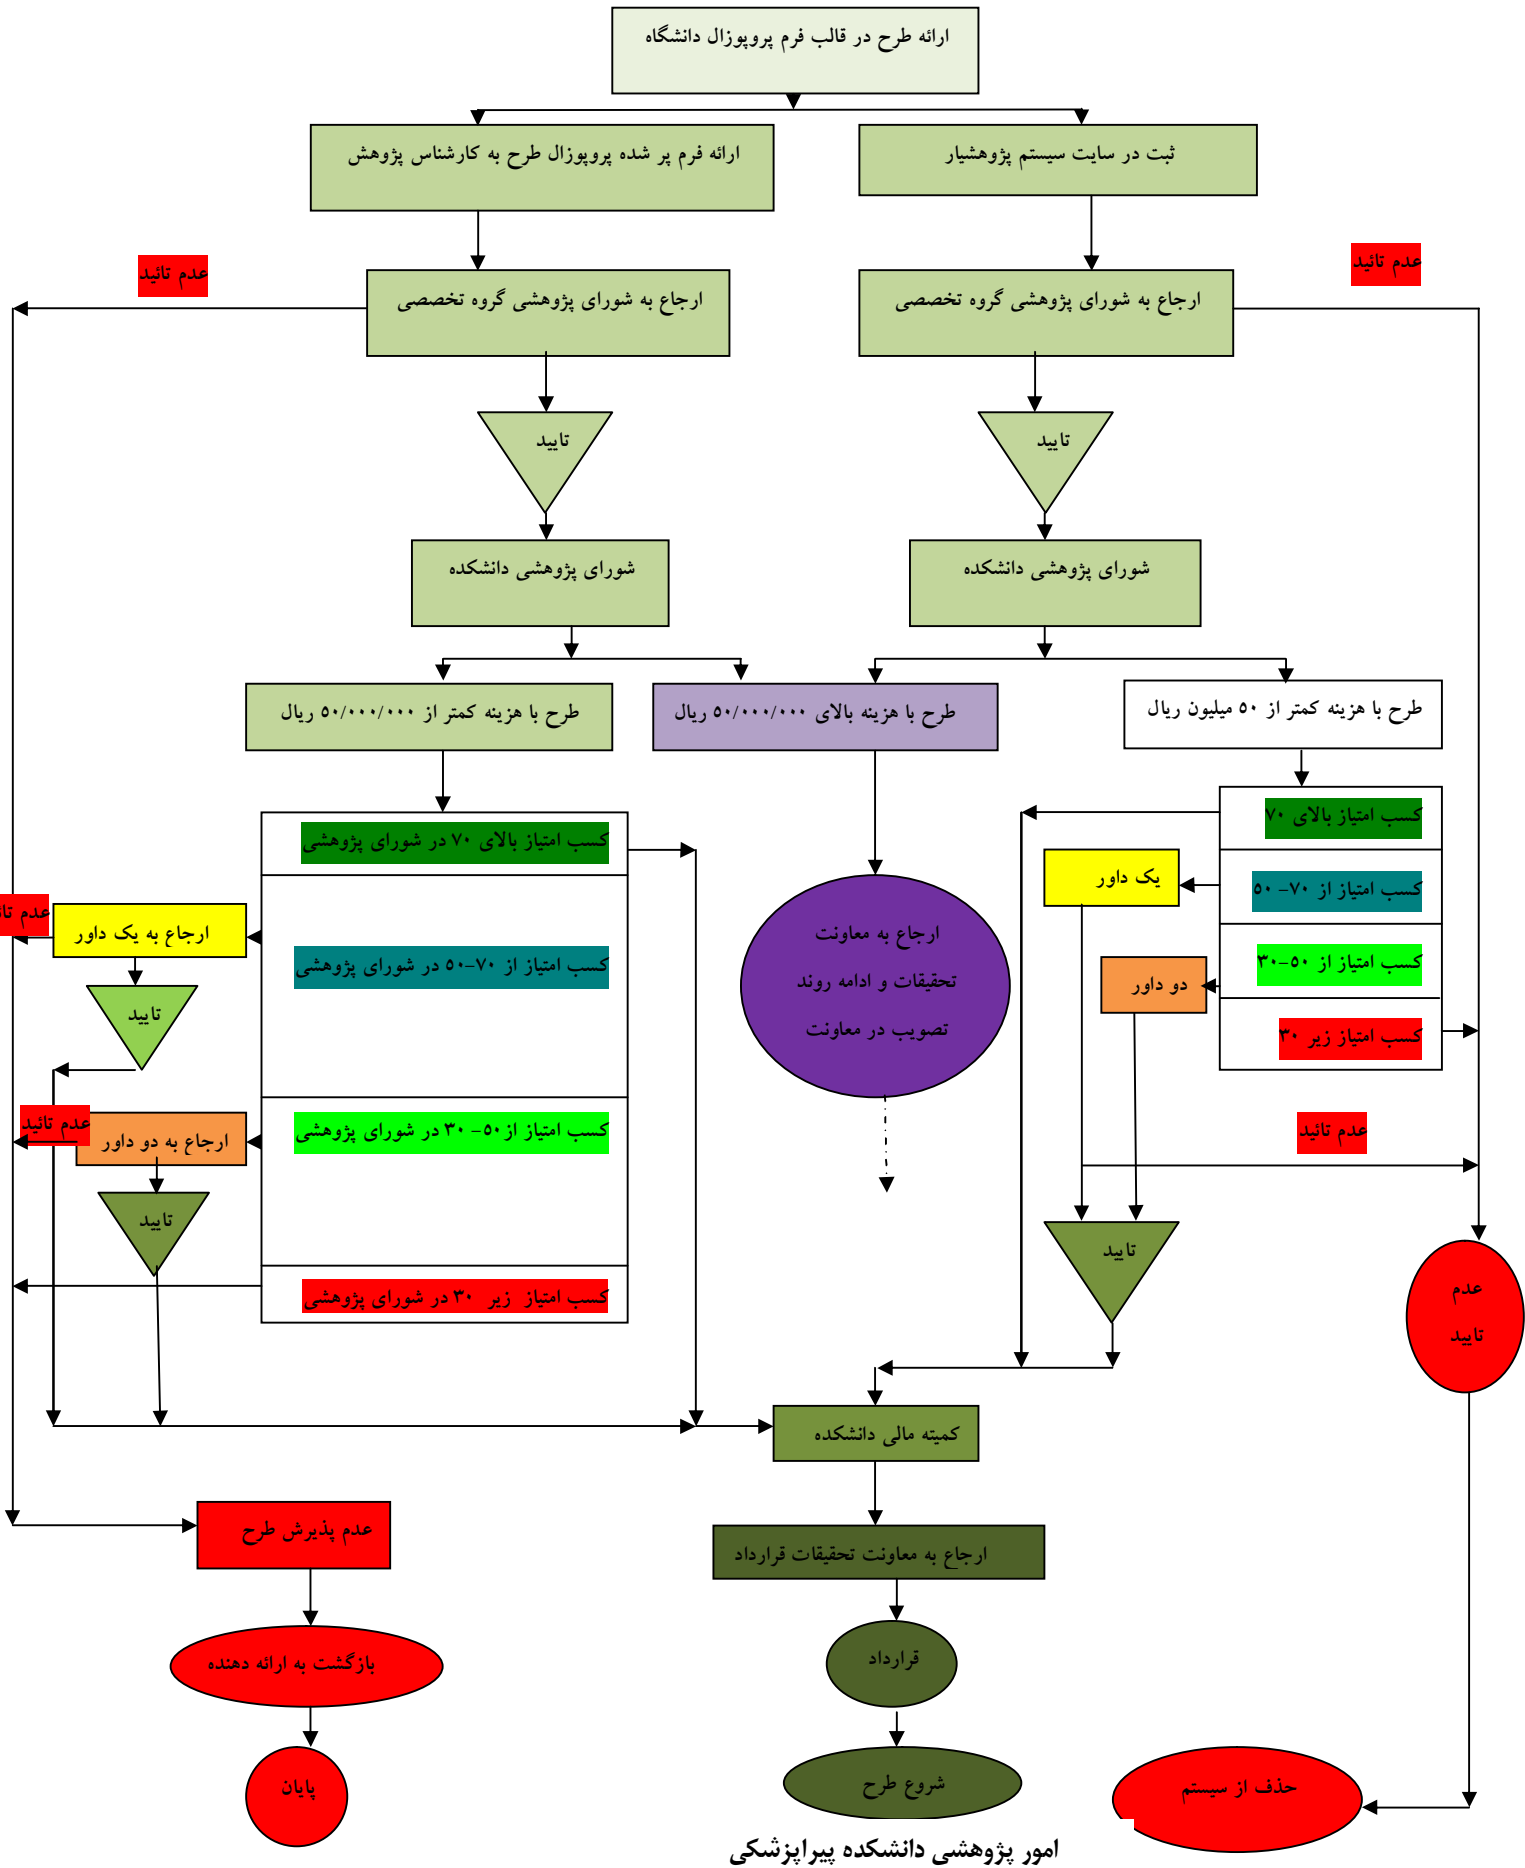 ارائه طرح در قالب فرم پروپوزال دانشگاه
ثبت در سایت سیستم پژوهشیار
ارائه فرم پر شده پروپوزال طرح به کارشناس پژوهش
عدم تائید
عدم تائید
ارجاع به شورای پژوهشی گروه تخصصی
ارجاع به شورای پژوهشی گروه تخصصی
تایید
تایید
شورای پژوهشی دانشکده
شورای پژوهشی دانشکده
طرح با هزینه کمتر از ۵۰ میلیون ریال
طرح با هزینه بالای ۵۰/۰۰۰/۰۰۰ ریال
طرح با هزینه کمتر از ۵۰/۰۰۰/۰۰۰ ریال
کسب امتیاز بالای ۷۰
کسب امتیاز از ۷۰- ۵۰
کسب امتیاز از ۵۰-۳۰
کسب امتیاز زیر ۳۰
یک داور
دو داور
عدم تائید
تایید
عدم
تایید
ارجاع به معاونت
تحقیقات و ادامه روند
تصویب در معاونت
کسب امتیاز بالای ۷۰ در شورای پژوهشی
کسب امتیاز از ۷۰-۵۰ در شورای پژوهشی
کسب امتیاز از۵۰- ۳۰ در شورای پژوهشی
کسب امتیاز زیر ۳۰ در شورای پژوهشی
ارجاع به یک داور
عدم
تایید
ارجاع به دو داور
عدم تائید
تایید
کمیته مالی دانشکده
ارجاع به معاونت تحقیقات قرارداد
قرارداد
شروع طرح
عدم پذیرش طرح
بازگشت به ارائه دهنده
پایان
حذف از سیستم
امور پژوهشی دانشکده پیراپزشکی